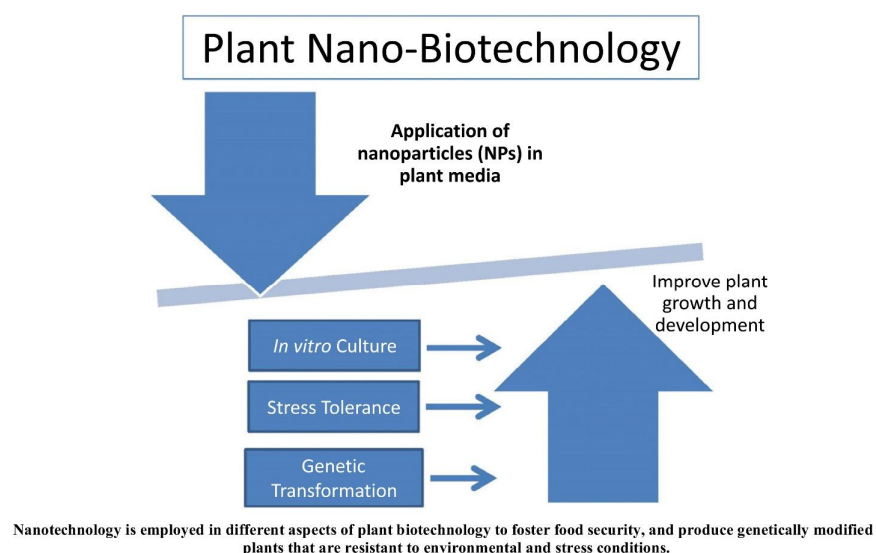 Plant Nano-Biotechnology
Application of
nanoparticles (NPs) in
plant media
Improve plant
growth and
development
In vitro Culture
Stress Tolerance
Genetic
Transformation
Nanotechnology is employed in different aspects of plant biotechnology to foster food security, and produce genetically modified
plants that are resistant to environmental and stress conditions.